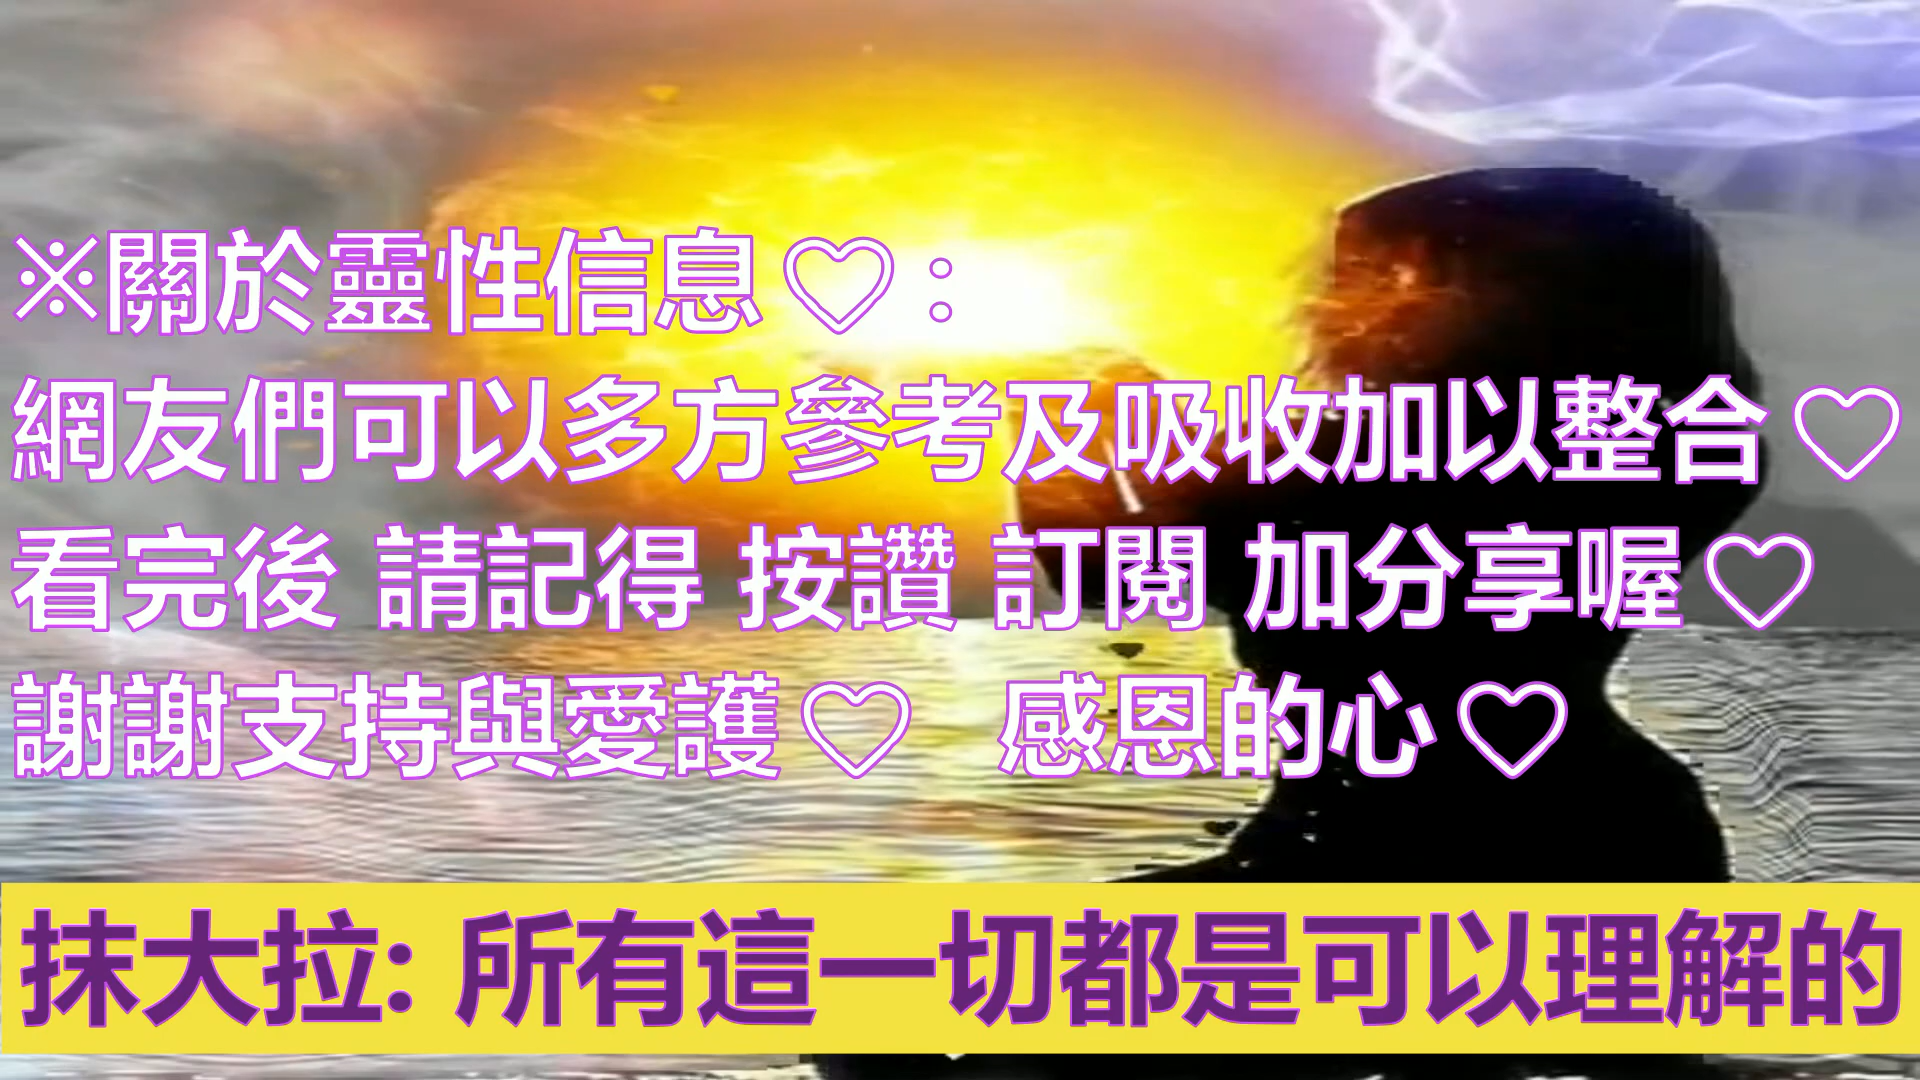 ※關於靈性信息♡：
網友們可以多方參考及吸收加以整合♡
看完後 請記得 按讚 訂閱 加分享喔♡
謝謝支持與愛護♡ 感恩的心♡
抹大拉: 所有這一切都是可以理解的